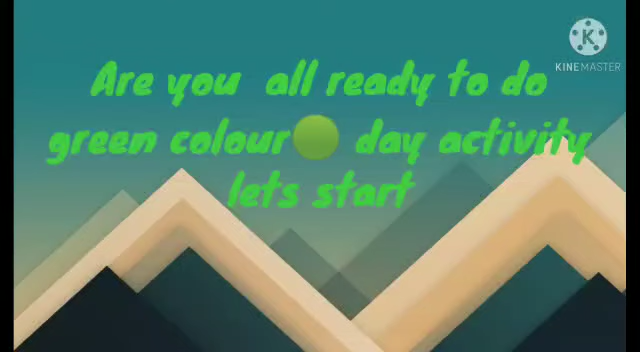 KINEMASTER
Are you all ready to do
green colour🟢 day activity
lets start